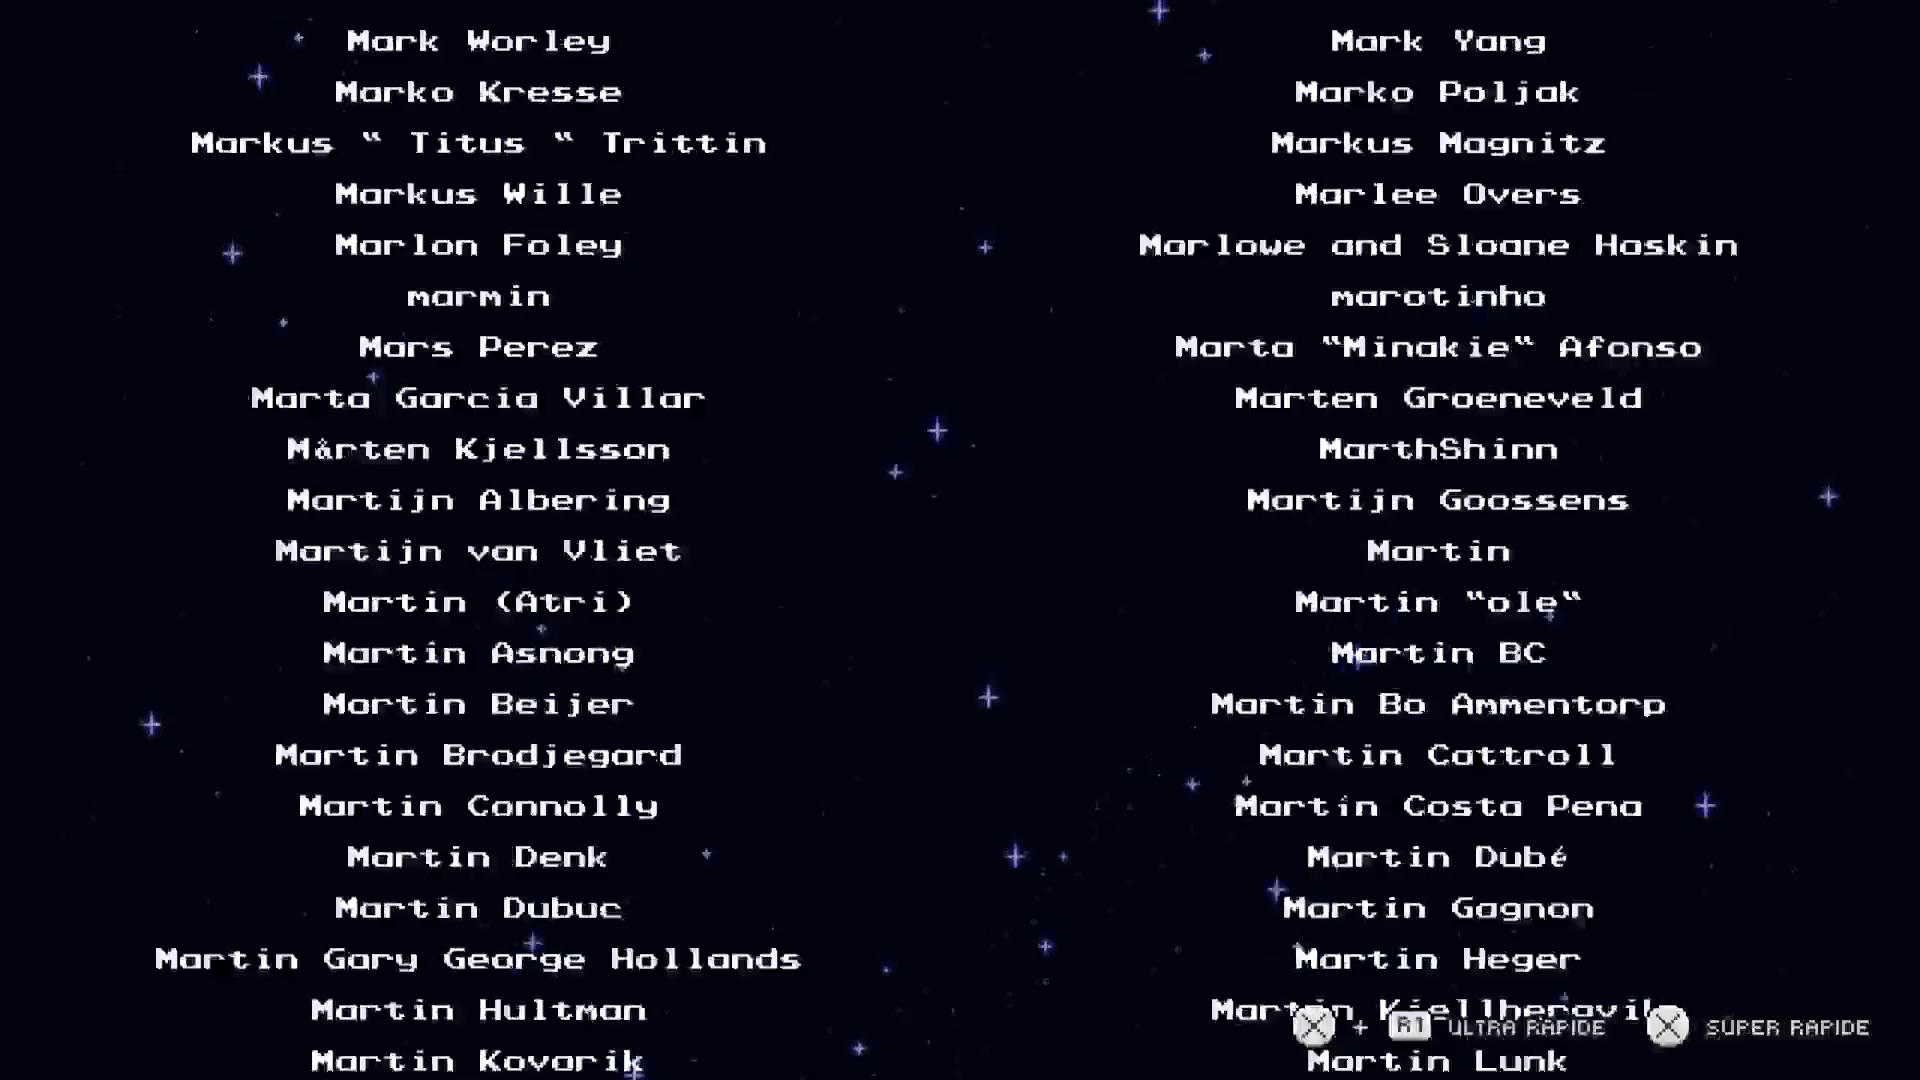 Mark Worley
Mark Yang
Marko Kresse
Marko Poljak
Markus " Titus " Trittin
Markus Magnitz
Markus Wille
Marlee Overs
Marlon Foley
Marlowe and Sloane Haskin
marmin
marotinho
Mars Perez
Marta "Minakie" Afonso
Marta Garcia Villar
Marten Groeneveld
Mårten Kjellsson
MarthShinn
Martijn Albering
Martijn Goossens
Martijn van Vliet
Martin
Martin (Atri)
Martin "ole"
Martin Asnong
Martin BC
Martin Beijer
Martin Bo Ammentorp
Martin Brodjegard
Martin Cattroll
Martin Connolly
Martin Costa Pena
Martin Denk
Martin Dubé
Martin Dubuc
Martin Gagnon
Martin Gary George Hollands
Martin Heger
Martin Hultman
Martin
Martin Kovarik
Martin Lunk
+ R1 ULTRA RAPIDE
SUPER RAPIDE